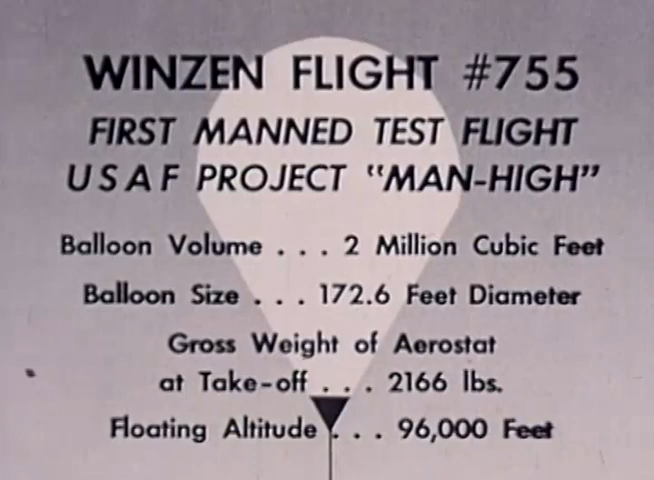 WINZEN FLIGHT #755
FIRST MANNED TEST FLIGHT
USAF PROJECT "MAN-HIGH"
Balloon Volume . . . 2 Million Cubic Feet
Balloon Size . . . 172.6 Feet Diameter
Gross Weight of Aerostat
at Take-off . . . 2166 lbs.
Floating Altitude . . . 96,000 Feet